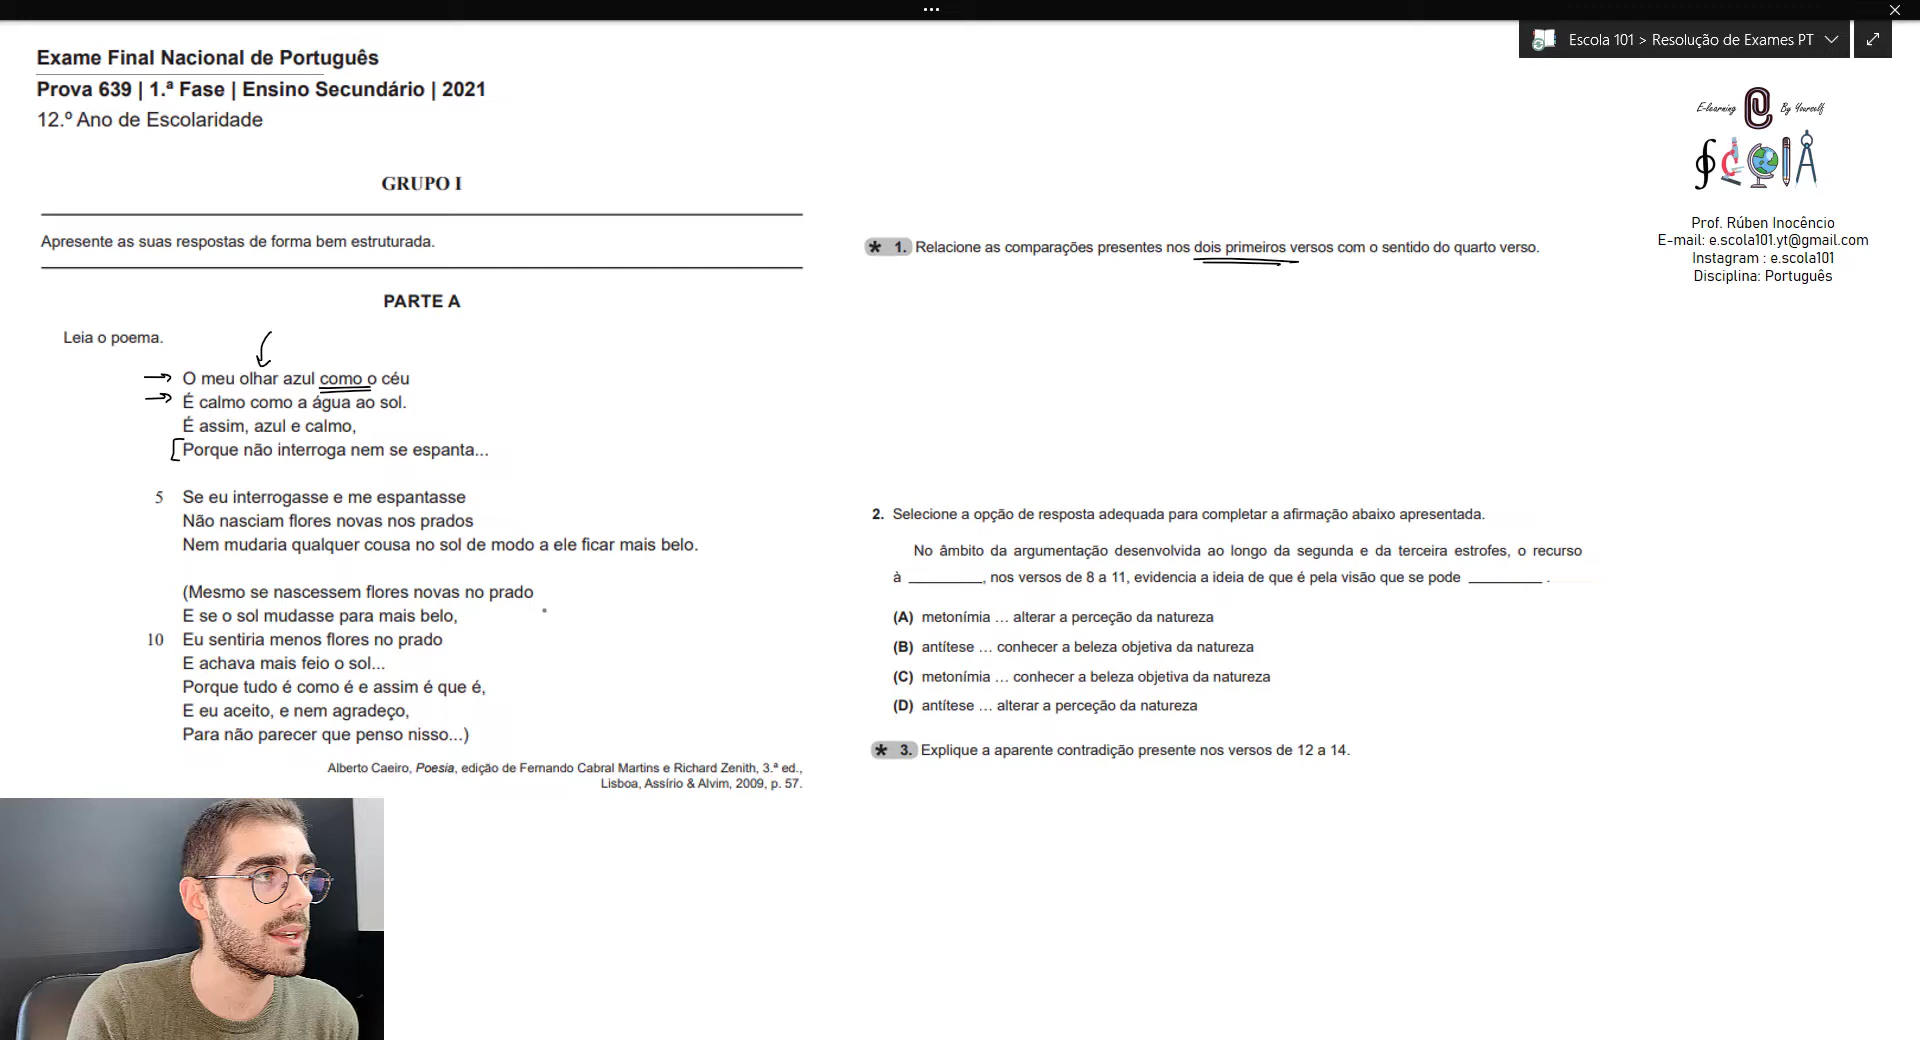 Escola 101 > Resolução de Exames PT
Exame Final Nacional de Português
Prova 639 | 1.ª Fase | Ensino Secundário | 2021
12.º Ano de Escolaridade
GRUPO I
Apresente as suas respostas de forma bem estruturada.
PARTE A
Leia o poema.
O meu olhar azul como o céu
É calmo como a água ao sol.
É assim, azul e calmo,
Porque não interroga nem se espanta...
5 Se eu interrogasse e me espantasse
Não nasciam flores novas nos prados
Nem mudaria qualquer cousa no sol de modo a ele ficar mais belo.
(Mesmo se nascessem flores novas no prado
E se o sol mudasse para mais belo,
10 Eu sentiria menos flores no prado
E achava mais feio o sol...
Porque tudo é como é e assim é que é,
E eu aceito, e nem agradeço,
Para não parecer que penso nisso...)
Alberto Caeiro, Poesia, edição de Fernando Cabral Martins e Richard Zenith, 3.ª ed.,
Lisboa, Assírio & Alvim, 2009, p. 57.
* 1. Relacione as comparações presentes nos dois primeiros versos com o sentido do quarto verso.
2. Selecione a opção de resposta adequada para completar a afirmação abaixo apresentada.
No âmbito da argumentação desenvolvida ao longo da segunda e da terceira estrofes, o recurso
à _________, nos versos de 8 a 11, evidencia a ideia de que é pela visão que se pode _________ .
(A) metonímia … alterar a perceção da natureza
(B) antítese … conhecer a beleza objetiva da natureza
(C) metonímia … conhecer a beleza objetiva da natureza
(D) antítese … alterar a perceção da natureza
* 3. Explique a aparente contradição presente nos versos de 12 a 14.
E-learning By Yourself
Prof. Rúben Inocêncio
E-mail: e.scola101.yt@gmail.com
Instagram : e.scola101
Disciplina: Português